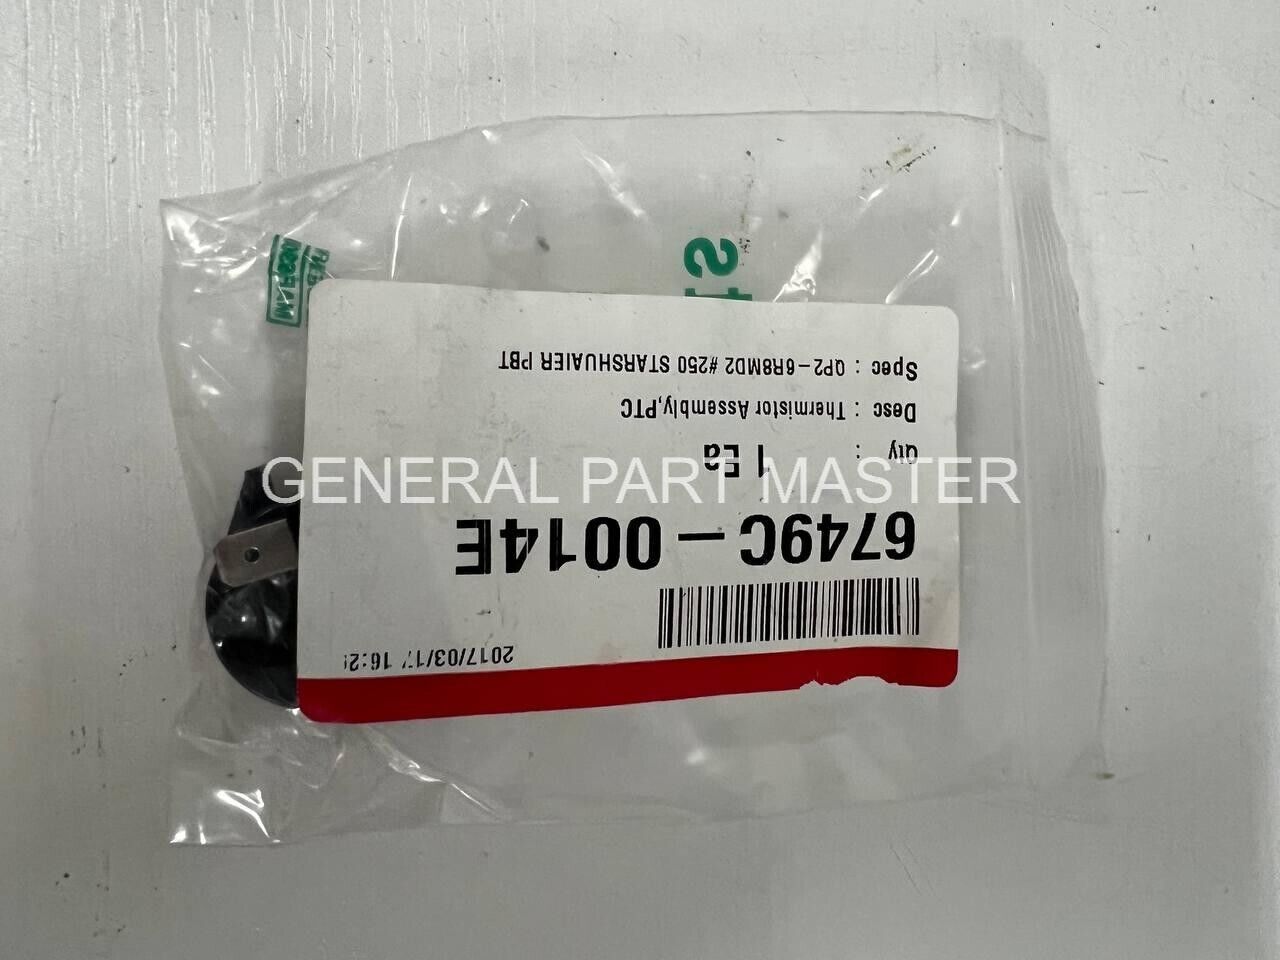 2017/03/17 16:2
6749C-00014E
Qty : 1 Ea
Desc : Thermistor Assembly,PTC
Spec : QP2-6R8MD2 #250 STARSHUAIER PBT
GENERAL PART MASTER